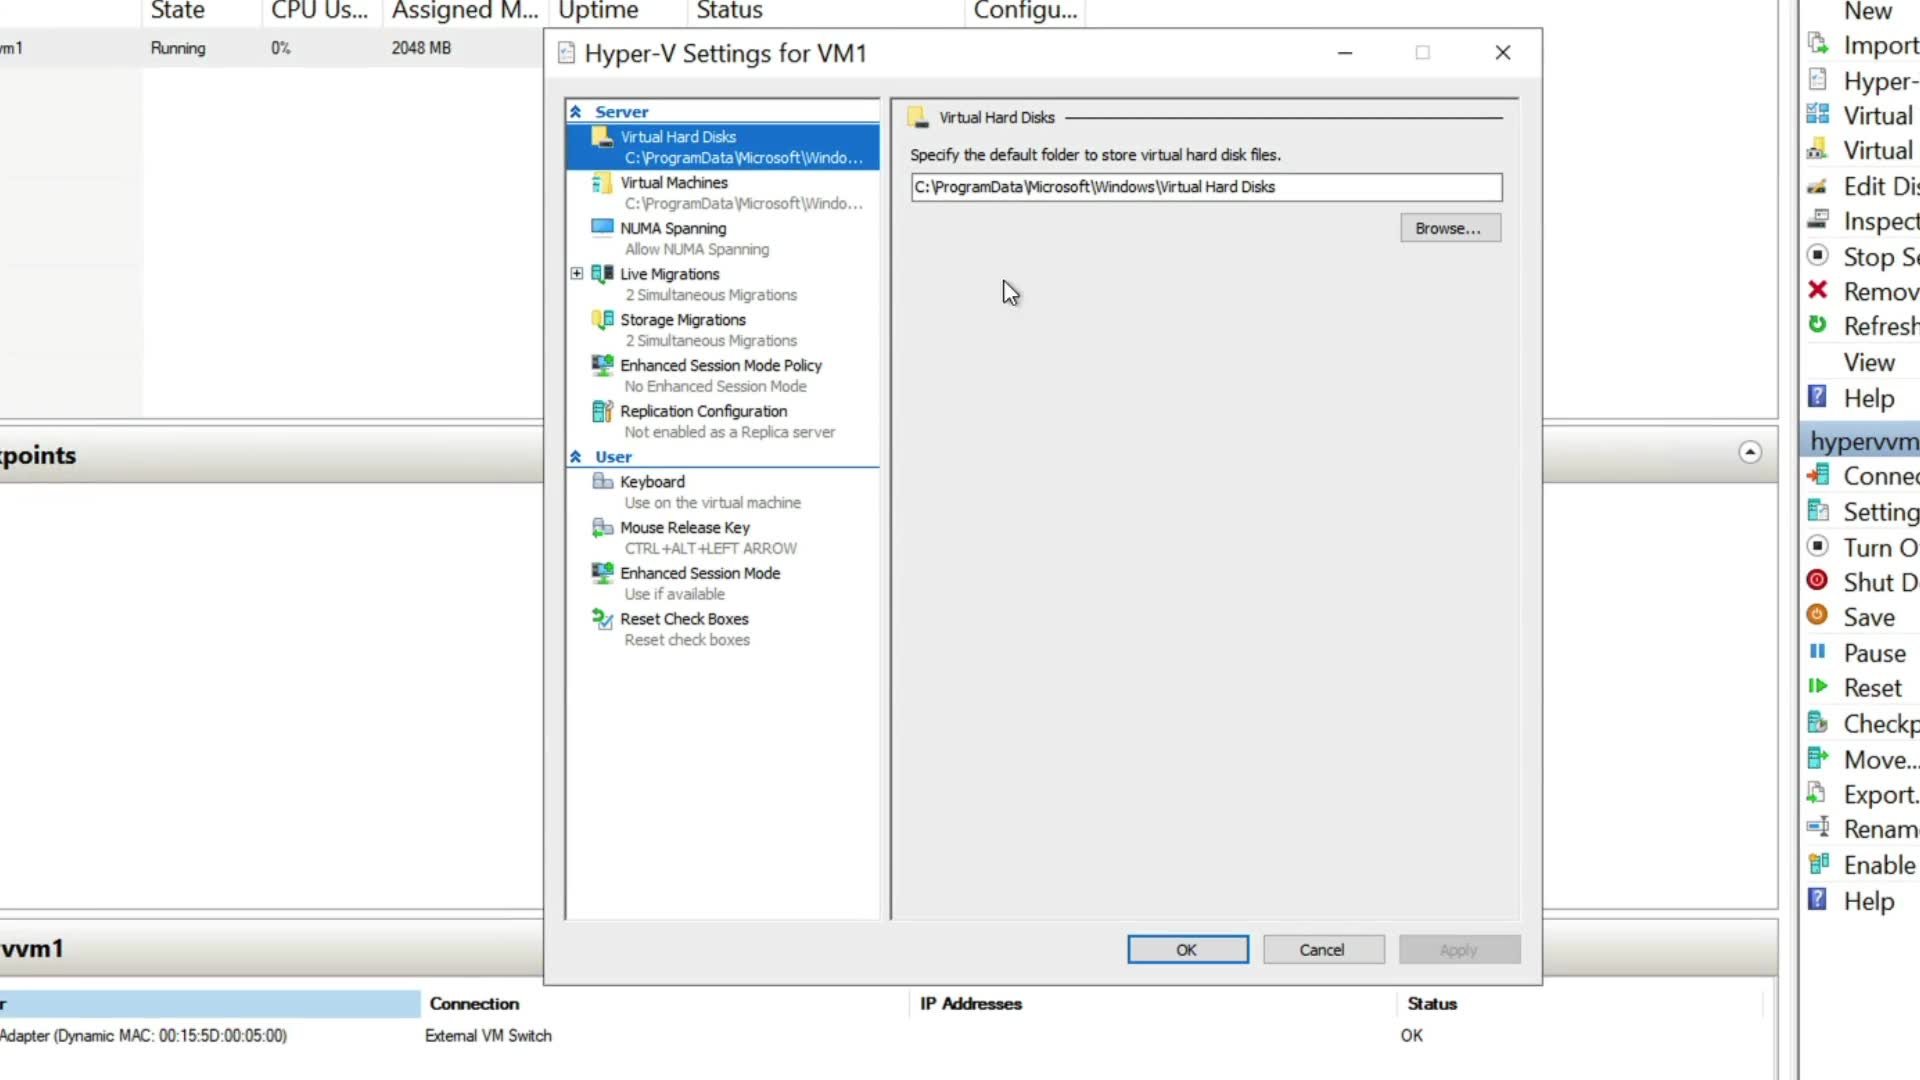 State CPU Us... Assigned M... Uptime Status Configu...
vm1 Running 0% 2048 MB
Hyper-V Settings for VM1
Server
Virtual Hard Disks
C:\ProgramData\Microsoft\Windo...
Virtual Machines
C:\ProgramData\Microsoft\Windo...
NUMA Spanning
Allow NUMA Spanning
Live Migrations
2 Simultaneous Migrations
Storage Migrations
2 Simultaneous Migrations
Enhanced Session Mode Policy
No Enhanced Session Mode
Replication Configuration
Not enabled as a Replica server
User
Keyboard
Use on the virtual machine
Mouse Release Key
CTRL+ALT+LEFT ARROW
Enhanced Session Mode
Use if available
Reset Check Boxes
Reset check boxes
Virtual Hard Disks
Specify the default folder to store virtual hard disk files.
C:\ProgramData\Microsoft\Windows\Virtual Hard Disks
Browse...
OK Cancel Apply
points
vvm1
r Connection IP Addresses Status
Adapter (Dynamic MAC: 00:15:5D:00:05:00) External VM Switch OK
New
Import
Hyper-
Virtual
Virtual
Edit Dis
Inspect
Stop Se
Remov
Refresh
View
Help
hypervvm
Connec
Setting
Turn O
Shut D
Save
Pause
Reset
Checkp
Move...
Export.
Rename
Enable
Help